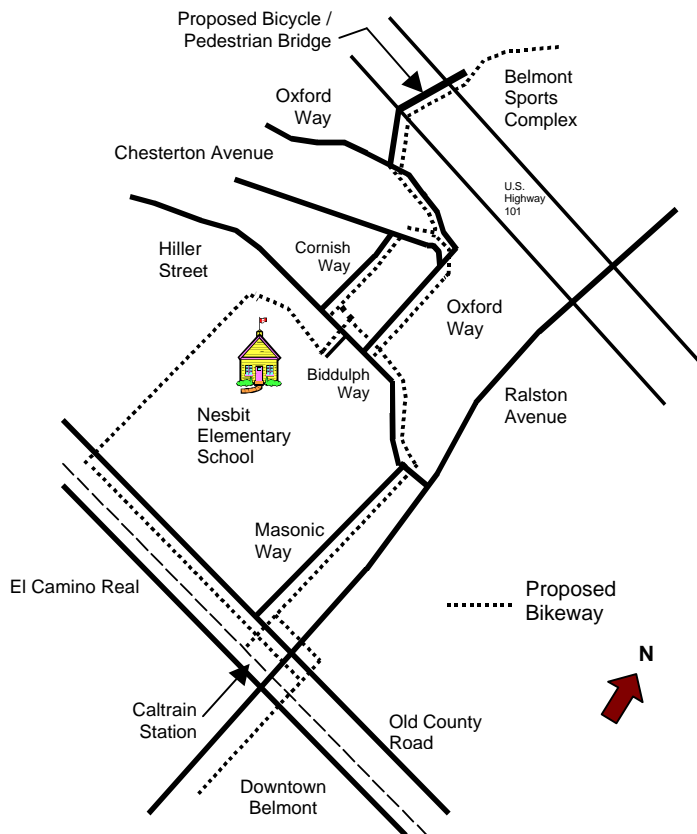 Proposed Bicycle /
Pedestrian Bridge
Belmont
Sports
Complex
Oxford
Way
Chesterton Avenue
U.S.
Highway
101
Hiller
Street
Cornish
Way
Oxford
Way
Biddulph
Way
Ralston
Avenue
Nesbit
Elementary
School
Masonic
Way
El Camino Real
Proposed
Bikeway
N
Caltrain
Station
Old County
Road
Downtown
Belmont